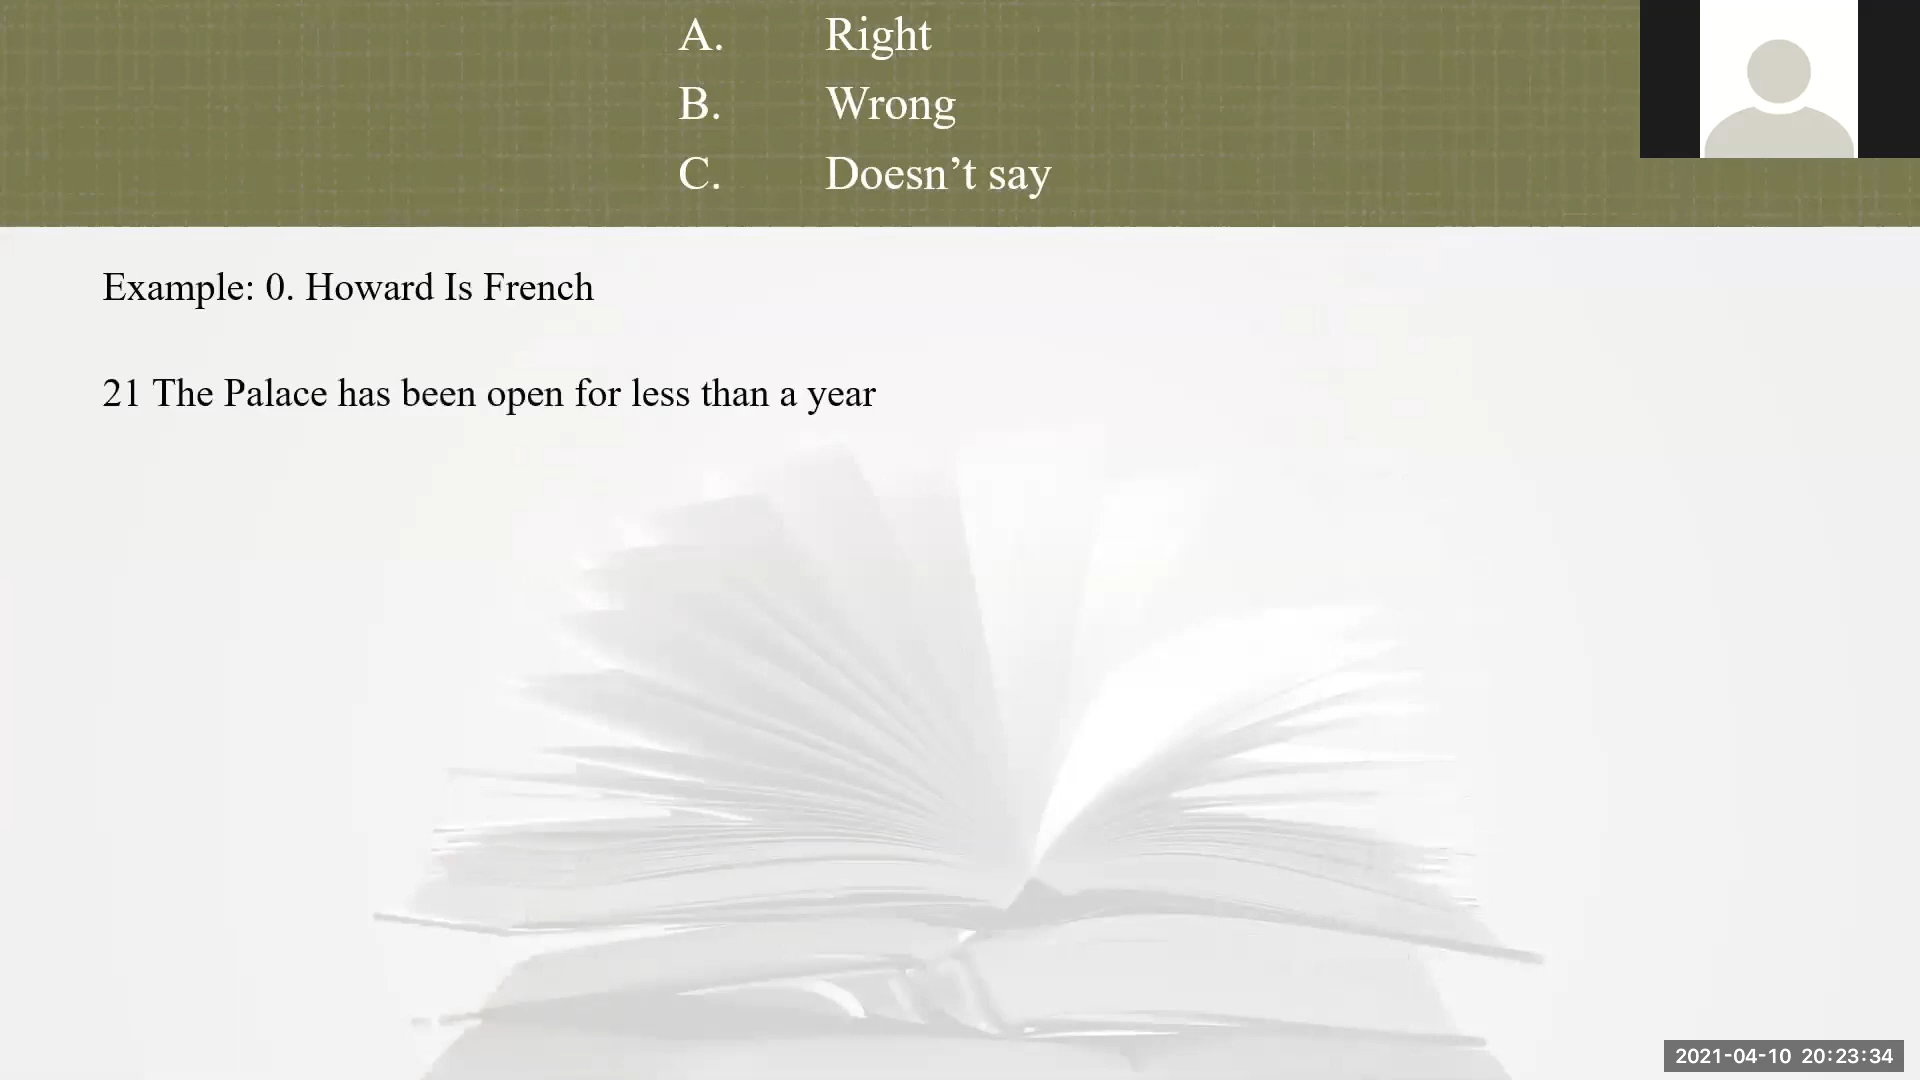 A. Right
B. Wrong
C. Doesn’t say
Example: 0. Howard Is French
21 The Palace has been open for less than a year
2021-04-10 20:23:34